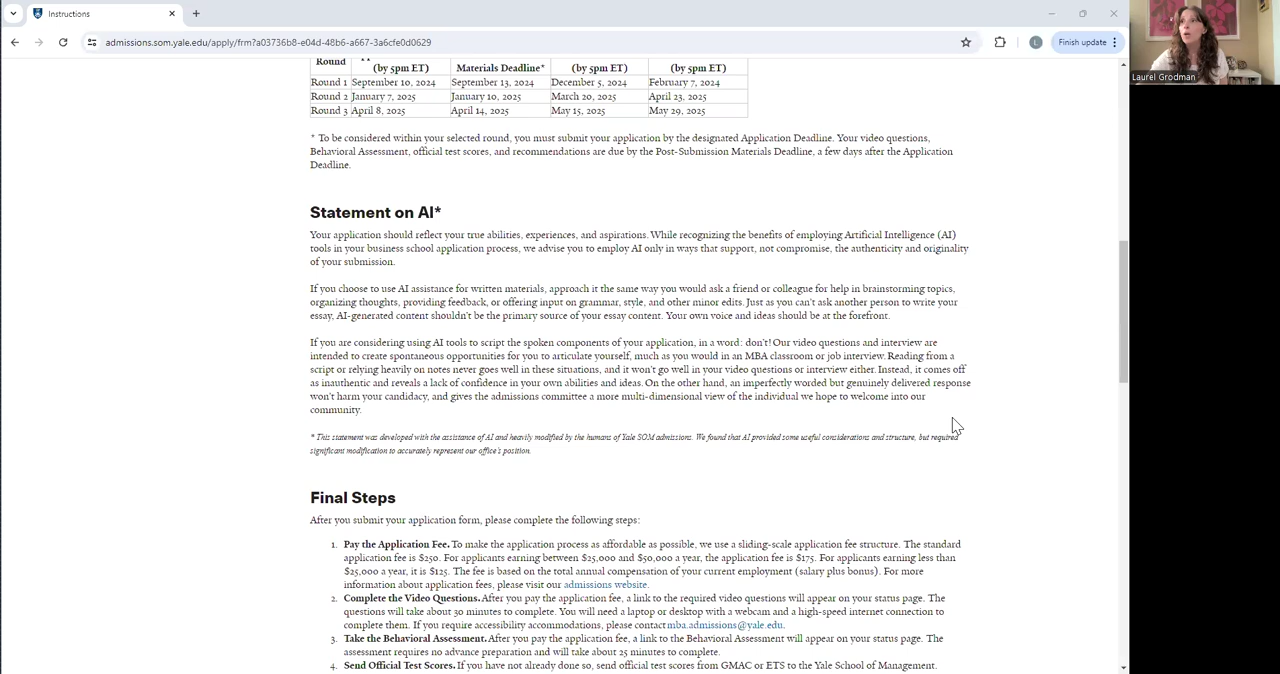 Instructions
admissions.som.yale.edu/apply/frm?a03736b8-e04d-48b6-a667-3a6cfe0d0629
L
Finish update
Laurel Grodman
Round (by 5pm ET) Materials Deadline* (by 5pm ET) (by 5pm ET)
Round 1 September 10, 2024 September 13, 2024 December 5, 2024 February 7, 2024
Round 2 January 7, 2025 January 10, 2025 March 20, 2025 April 23, 2025
Round 3 April 8, 2025 April 14, 2025 May 15, 2025 May 29, 2025
* To be considered within your selected round, you must submit your application by the designated Application Deadline. Your video questions,
Behavioral Assessment, official test scores, and recommendations are due by the Post-Submission Materials Deadline, a few days after the Application
Deadline.
Statement on AI*
Your application should reflect your true abilities, experiences, and aspirations. While recognizing the benefits of employing Artificial Intelligence (AI)
tools in your business school application process, we advise you to employ AI only in ways that support, not compromise, the authenticity and originality
of your submission.
If you choose to use AI assistance for written materials, approach it the same way you would ask a friend or colleague for help in brainstorming topics,
organizing thoughts, providing feedback, or offering input on grammar, style, and other minor edits. Just as you can't ask another person to write your
essay, AI-generated content shouldn't be the primary source of your essay content. Your own voice and ideas should be at the forefront.
If you are considering using AI tools to script the spoken components of your application, in a word: don't! Our video questions and interview are
intended to create spontaneous opportunities for you to articulate yourself, much as you would in an MBA classroom or job interview. Reading from a
script or relying heavily on notes never goes well in these situations, and it won't go well in your video questions or interview either. Instead, it comes off
as inauthentic and reveals a lack of confidence in your own abilities and ideas. On the other hand, an imperfectly worded but genuinely delivered response
won't harm your candidacy, and gives the admissions committee a more multi-dimensional view of the individual we hope to welcome into our
community.
* This statement was developed with the assistance of AI and heavily modified by the humans of Yale SOM admissions. We found that AI provided some useful considerations and structure, but required
significant modification to accurately represent our office's position.
Final Steps
After you submit your application form, please complete the following steps:
1. Pay the Application Fee. To make the application process as affordable as possible, we use a sliding-scale application fee structure. The standard
application fee is $250. For applicants earning between $25,000 and $50,000 a year, the application fee is $175. For applicants earning less than
$25,000 a year, it is $125. The fee is based on the total annual compensation of your current employment (salary plus bonus). For more
information about application fees, please visit our admissions website.
2. Complete the Video Questions. After you pay the application fee, a link to the required video questions will appear on your status page. The
questions will take about 30 minutes to complete. You will need a laptop or desktop with a webcam and a high-speed internet connection to
complete them. If you require accessibility accommodations, please contact mba.admissions@yale.edu.
3. Take the Behavioral Assessment. After you pay the application fee, a link to the Behavioral Assessment will appear on your status page. The
assessment requires no advance preparation and will take about 25 minutes to complete.
4. Send Official Test Scores. If you have not already done so, send official test scores from GMAC or ETS to the Yale School of Management.